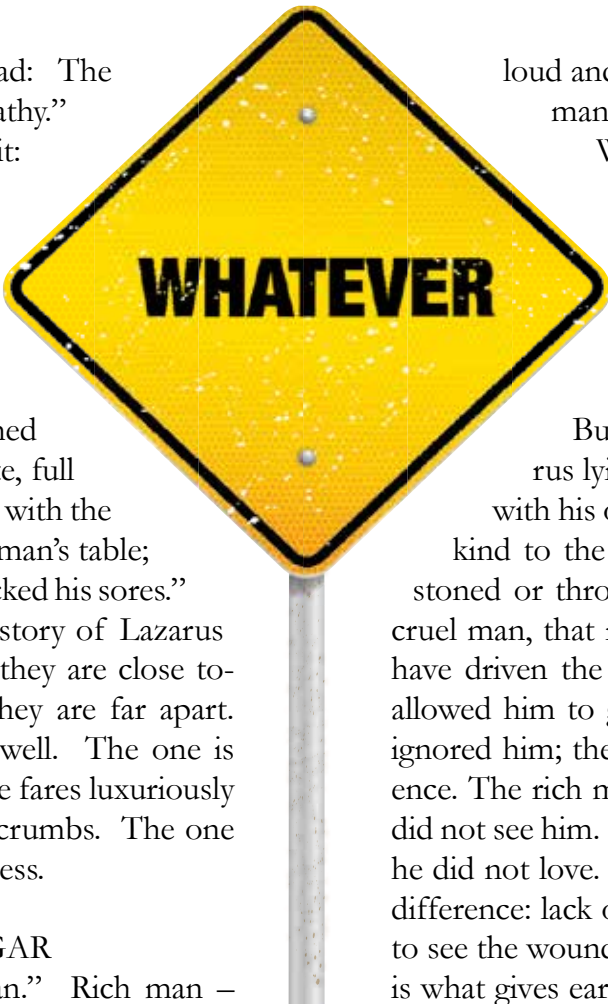 ad: The
athy.”
it:
ned
e, full
with the
man’s table;
cked his sores.”
story of Lazarus
they are close to-
hey are far apart.
well. The one is
e fares luxuriously
crumbs. The one
ess.
GAR
an.” Rich man –
WHATEVER
loud and
man
W
Bu
rus lyi
with his o
kind to the
stoned or thro
cruel man, that r
have driven the
allowed him to g
ignored him; the
ence. The rich m
did not see him.
he did not love.
difference: lack o
to see the wound
is what gives ear